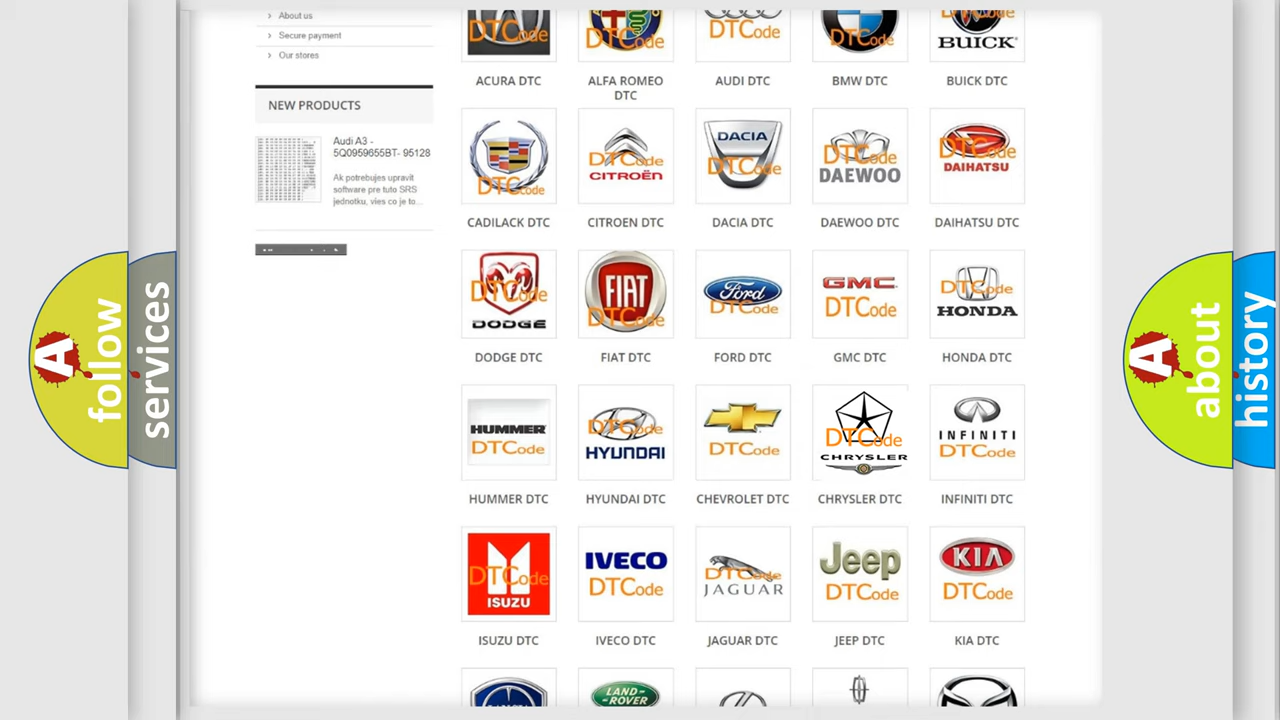 About us
Secure payment
Our stores
NEW PRODUCTS
Audi A3 -
5Q0959655BT- 95128
Ak potrebujes upravit
software pre tuto SRS
jednotku, vies co je to...
DTCode
DTCode
DTCode
DTCode
BUICK
ACURA DTC
ALFA ROMEO
DTC
AUDI DTC
BMW DTC
BUICK DTC
DTCode
DTCode
CITROËN
DACIA
DTCode
DTCode
DAEWOO
DTCode
DAIHATSU
CADILACK DTC
CITROEN DTC
DACIA DTC
DAEWOO DTC
DAIHATSU DTC
DTCode
DODGE
FIAT
DTCode
Ford
DTCode
GMC
DTCode
DTCode
HONDA
DODGE DTC
FIAT DTC
FORD DTC
GMC DTC
HONDA DTC
HUMMER
DTCode
DTCode
HYUNDAI
DTCode
DTCode
CHRYSLER
INFINITI
DTCode
HUMMER DTC
HYUNDAI DTC
CHEVROLET DTC
CHRYSLER DTC
INFINITI DTC
DTCode
ISUZU
IVECO
DTCode
DTCode
JAGUAR
Jeep
DTCode
KIA
DTCode
ISUZU DTC
IVECO DTC
JAGUAR DTC
JEEP DTC
KIA DTC
LAND-
ROVER
A
follow
services
A
about
history